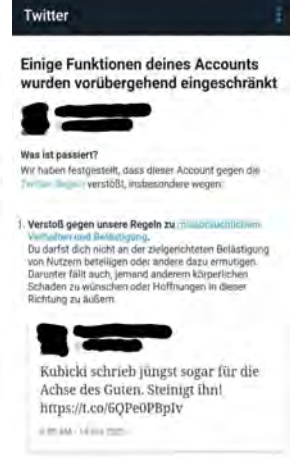 Twitter
Einige Funktionen deines Accounts
wurden vorübergehend eingeschränkt
Was ist passiert?
Wir haben festgestellt, dass dieser Account gegen die
Twitter Regeln verstößt, insbesondere wegen:
1. Verstoß gegen unsere Regeln zu missbräuchlichem
Verhalten und Belästigung.
Du darfst dich nicht an der zielgerichteten Belästigung
von Nutzern beteiligen oder andere dazu ermutigen.
Darunter fällt auch, jemand anderem körperlichen
Schaden zu wünschen oder Hoffnungen in dieser
Richtung zu äußern.
Kubicki schrieb jüngst sogar für die
Achse des Guten. Steinigt ihn!
https://t.co/6QPe0PBpIv